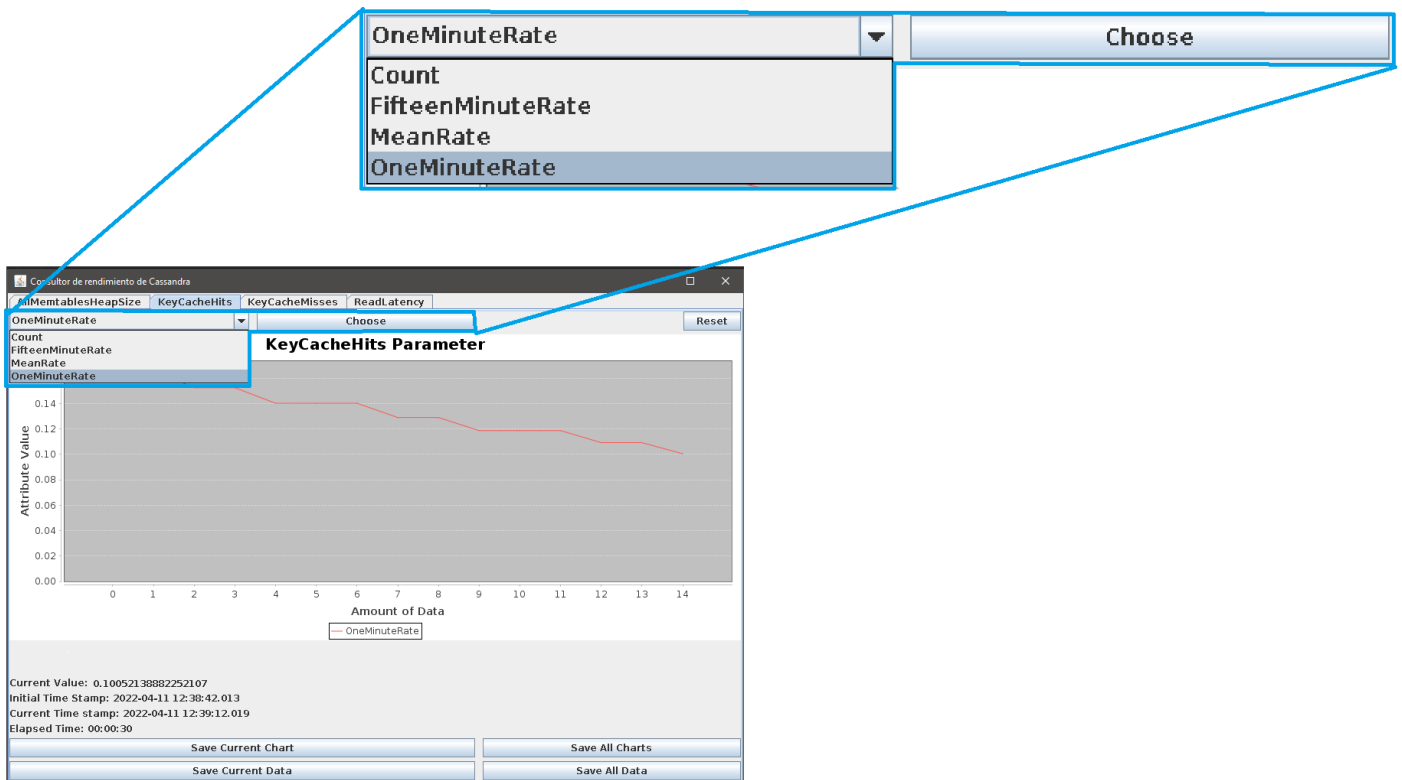 OneMinuteRate Choose
Count
FifteenMinuteRate
MeanRate
OneMinuteRate
Consultor de rendimiento de Cassandra
AllMemtablesHeapSize KeyCacheHits KeyCacheMisses ReadLatency
OneMinuteRate Choose Reset
Count
FifteenMinuteRate
MeanRate
OneMinuteRate
KeyCacheHits Parameter
Attribute Value
0.14
0.12
0.10
0.08
0.06
0.04
0.02
0.00
0 1 2 3 4 5 6 7 8 9 10 11 12 13 14
Amount of Data
OneMinuteRate
Current Value: 0.10052138882252107
Initial Time Stamp: 2022-04-11 12:38:42.013
Current Time stamp: 2022-04-11 12:39:12.019
Elapsed Time: 00:00:30
Save Current Chart Save All Charts
Save Current Data Save All Data